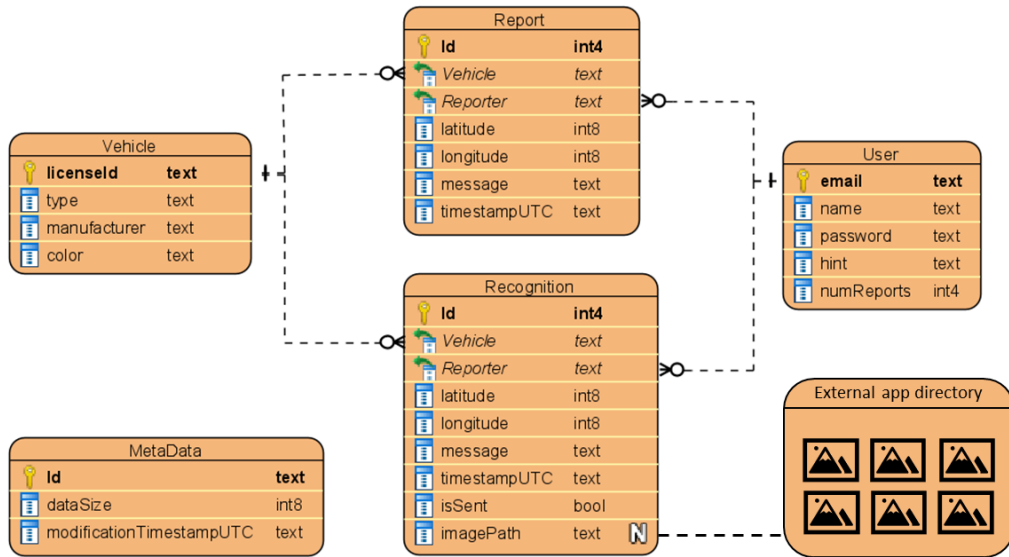 Report
Id int4
Vehicle text
Reporter text
latitude int8
longitude int8
message text
timestampUTC text
Vehicle
licenseId text
type text
manufacturer text
color text
User
email text
name text
password text
hint text
numReports int4
Recognition
Id int4
Vehicle text
Reporter text
latitude int8
longitude int8
message text
timestampUTC text
isSent bool
imagePath text N
MetaData
Id text
dataSize int8
modificationTimestampUTC text
External app directory